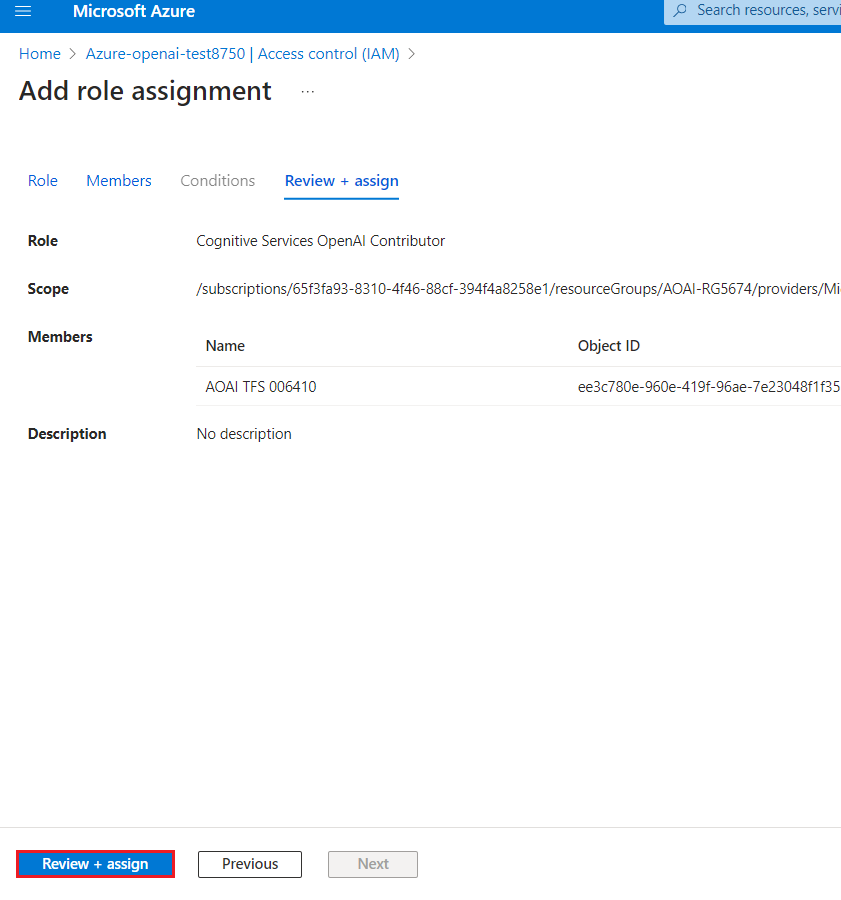 Microsoft Azure
Search resources, servi
Home > Azure-openai-test8750 | Access control (IAM) >
Add role assignment ...
Role Members Conditions Review + assign
Role Cognitive Services OpenAI Contributor
Scope /subscriptions/65f3fa93-8310-4f46-88cf-394f4a8258e1/resourceGroups/AOAI-RG5674/providers/Mi
Members
Name Object ID
AOAI TFS 006410 ee3c780e-960e-419f-96ae-7e23048f1f35
Description No description
Review + assign Previous Next